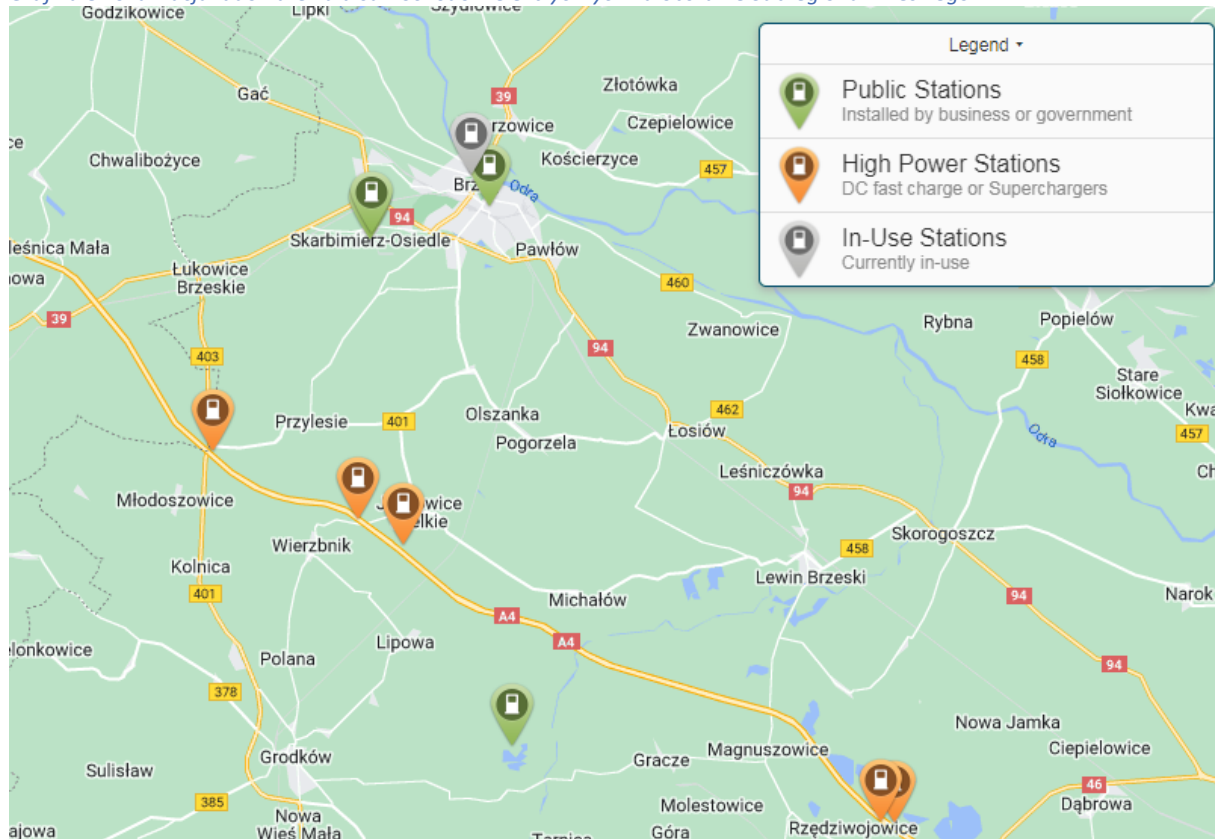 Godzikowice
Lipki
Szydłowice
Legend
Public Stations
Installed by business or government
High Power Stations
DC fast charge or Superchargers
In-Use Stations
Currently in-use
Gać
39
Złotówka
rzowice
Czepielowice
Chwalibożyce
Kościerzyce
457
Brz
Odra
94
Skarbimierz-Osiedle
Pawłów
leśnica Mała
Łukowice
Brzeskie
460
39
Zwanowice
Rybna
Popielów
403
94
458
Stare
Siołkowice
Przylesie
401
Olszanka
462
Kwa
Pogorzela
Łosiów
Odra
457
Leśniczówka
Młodoszowice
94
J
wice
elkie
Wierzbnik
Skorogoszcz
458
Kolnica
Lewin Brzeski
401
Michałów
94
Narok
A4
Lipowa
A4
elonkowice
Polana
94
378
Nowa Jamka
Magnuszowice
Ciepielowice
Grodków
Gracze
Sulisław
46
385
Molestowice
Dąbrowa
Nowa
Wieś Mała
ajowa
Góra
Rzędziwojowice